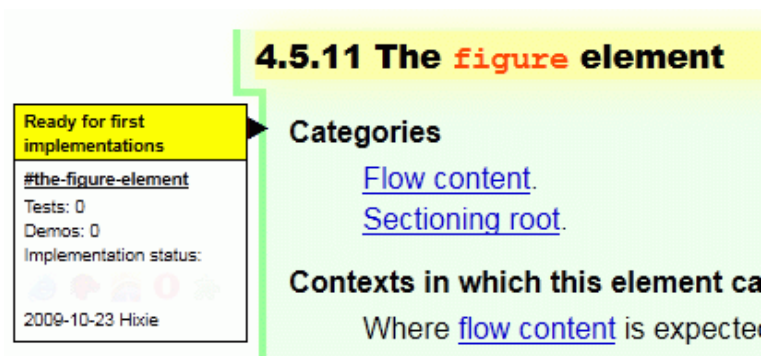 4.5.11 The figure element
Ready for first
implementations
#the-figure-element
Tests: 0
Demos: 0
Implementation status:
2009-10-23 Hixie
Categories
Flow content.
Sectioning root.
Contexts in which this element ca
Where flow content is expected